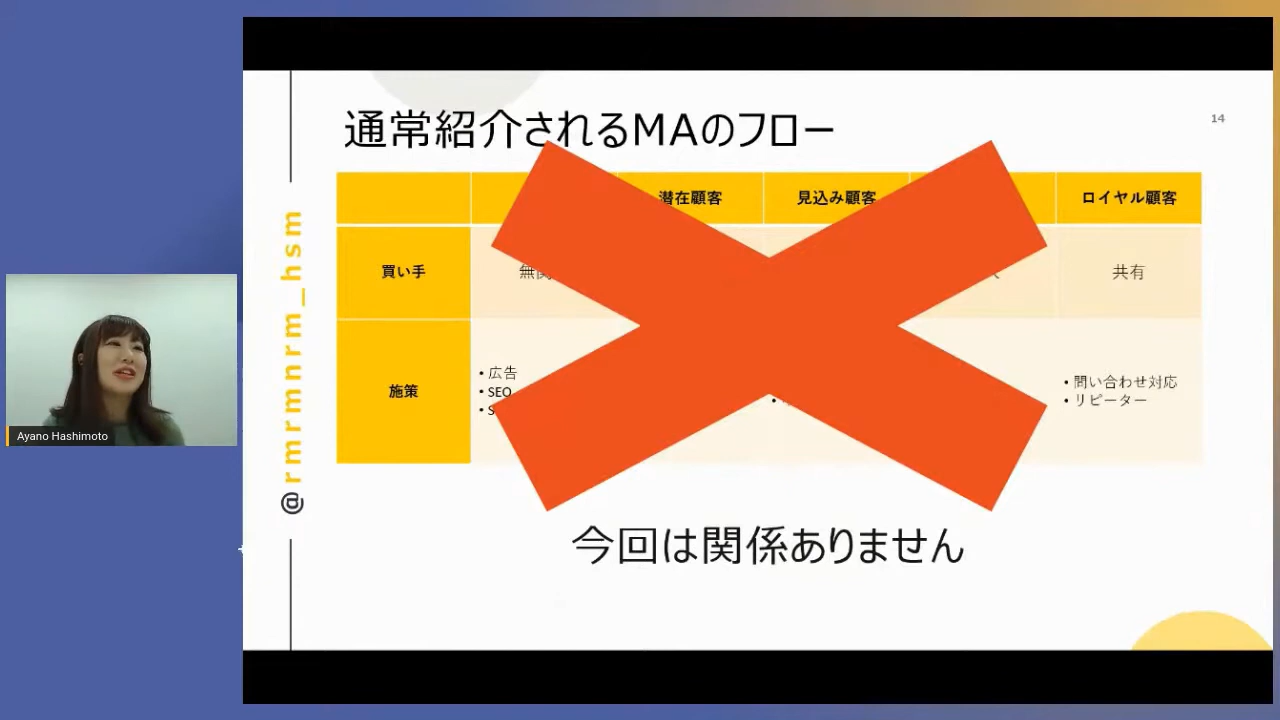 通常紹介されるMAのフロー
14
潜在顧客
見込み顧客
ロイヤル顧客
買い手
共有
施策
• 広告
• SEO
• 問い合わせ対応
• リピーター
今回は関係ありません
@rmrmnrm_hsm
Ayano Hashimoto